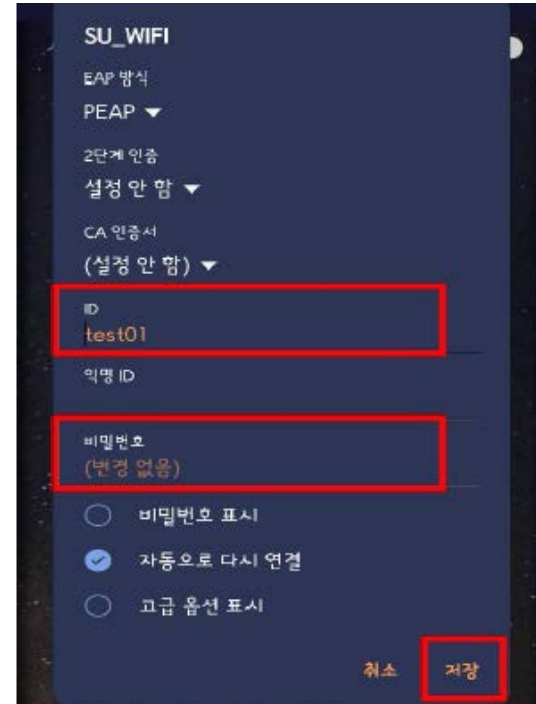 SU_WIFI
EAP 방식
PEAP
2단계 인증
설정 안 함
CA 인증서
(설정 안 함)
ID
test01
익명 ID
비밀번호
(변경 없음)
비밀번호 표시
자동으로 다시 연결
고급 옵션 표시
취소 저장